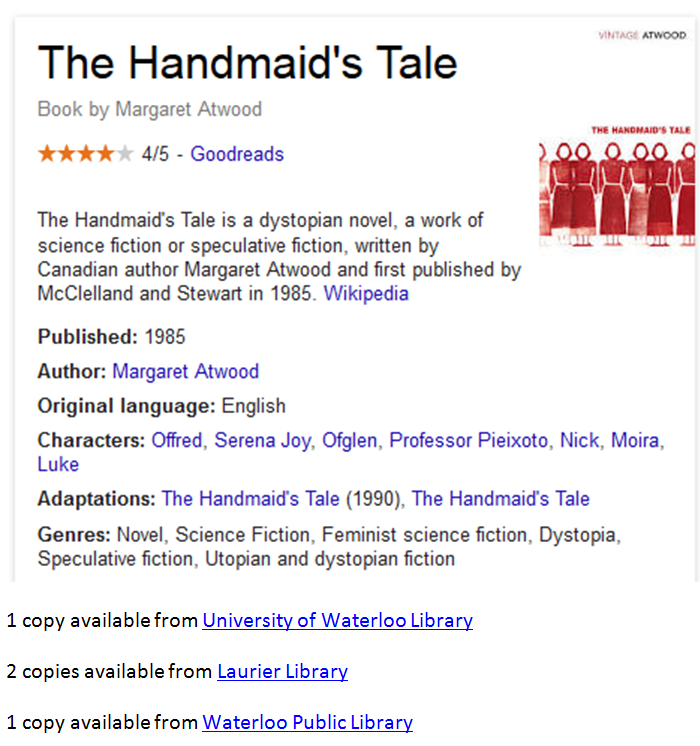 VINTAGE ATWOOD
The Handmaid's Tale
Book by Margaret Atwood
4/5 - Goodreads
THE HANDMAID'S TALE
The Handmaid's Tale is a dystopian novel, a work of
science fiction or speculative fiction, written by
Canadian author Margaret Atwood and first published by
McClelland and Stewart in 1985. Wikipedia
Published: 1985
Author: Margaret Atwood
Original language: English
Characters: Offred, Serena Joy, Ofglen, Professor Pieixoto, Nick, Moira,
Luke
Adaptations: The Handmaid's Tale (1990), The Handmaid's Tale
Genres: Novel, Science Fiction, Feminist science fiction, Dystopia,
Speculative fiction, Utopian and dystopian fiction
1 copy available from University of Waterloo Library
2 copies available from Laurier Library
1 copy available from Waterloo Public Library